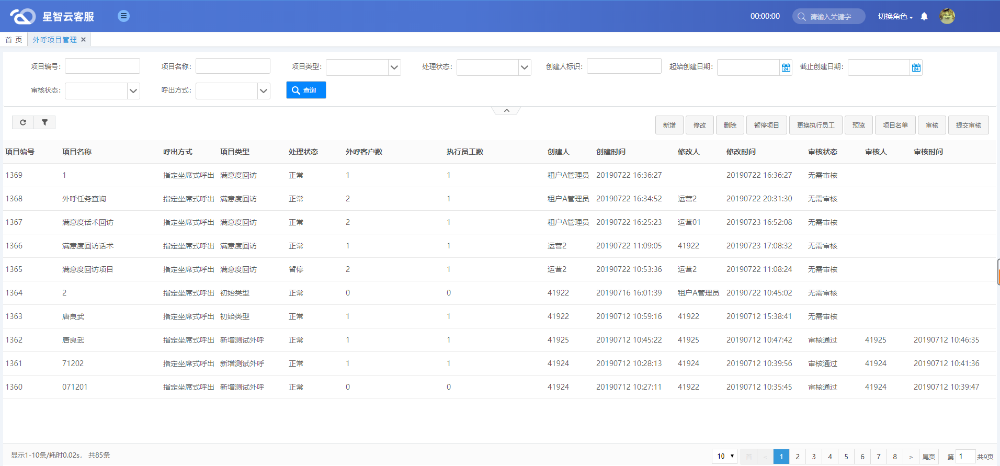 星智云客服 00:00:00 请输入关键字 切换角色
首 页 外呼项目管理 ×
项目编号: 项目名称: 项目类型: 处理状态: 创建人标识: 起始创建日期: 24 截止创建日期: 24
审核状态: 呼出方式: 查询
新增 修改 删除 暂停项目 更换执行员工 预览 项目名单 审核 提交审核
项目编号 项目名称 呼出方式 项目类型 处理状态 外呼客户数 执行员工数 创建人 创建时间 修改人 修改时间 审核状态 审核人 审核时间
1369 1 指定坐席式呼出 满意度回访 正常 1 1 租户A管理员 20190722 16:36:27 20190722 16:36:27 无需审核
1368 外呼任务查询 指定坐席式呼出 满意度回访 正常 2 1 租户A管理员 20190722 16:34:52 运营2 20190722 20:31:30 无需审核
1367 满意度话术回访 指定坐席式呼出 满意度回访 正常 2 1 租户A管理员 20190722 16:25:23 运营01 20190723 16:52:08 无需审核
1366 满意度回访话术 指定坐席式呼出 满意度回访 正常 1 1 运营2 20190722 11:09:05 41922 20190723 17:08:32 无需审核
1365 满意度回访项目 指定坐席式呼出 满意度回访 暂停 2 1 运营2 20190722 10:53:36 运营2 20190722 11:08:24 无需审核
1364 2 指定坐席式呼出 初始类型 正常 0 0 41922 20190716 16:01:39 租户A管理员 20190722 10:45:02 无需审核
1363 唐良武 指定坐席式呼出 初始类型 正常 1 1 41922 20190712 10:59:16 41922 20190712 15:38:41 无需审核
1362 唐良武 指定坐席式呼出 新增测试外呼 正常 1 1 41925 20190712 10:45:22 41925 20190712 10:47:42 审核通过 41925 20190712 10:46:35
1361 71202 指定坐席式呼出 新增测试外呼 正常 1 1 41924 20190712 10:28:13 41924 20190712 10:39:56 审核通过 41924 20190712 10:41:36
1360 071201 指定坐席式呼出 新增测试外呼 正常 0 0 41924 20190712 10:27:11 41922 20190712 10:35:45 审核通过 41924 20190712 10:39:47
显示1-10条/耗时0.02s， 共85条 10 首 < 1 2 3 4 5 6 7 8 > 尾页 第 1 共9页